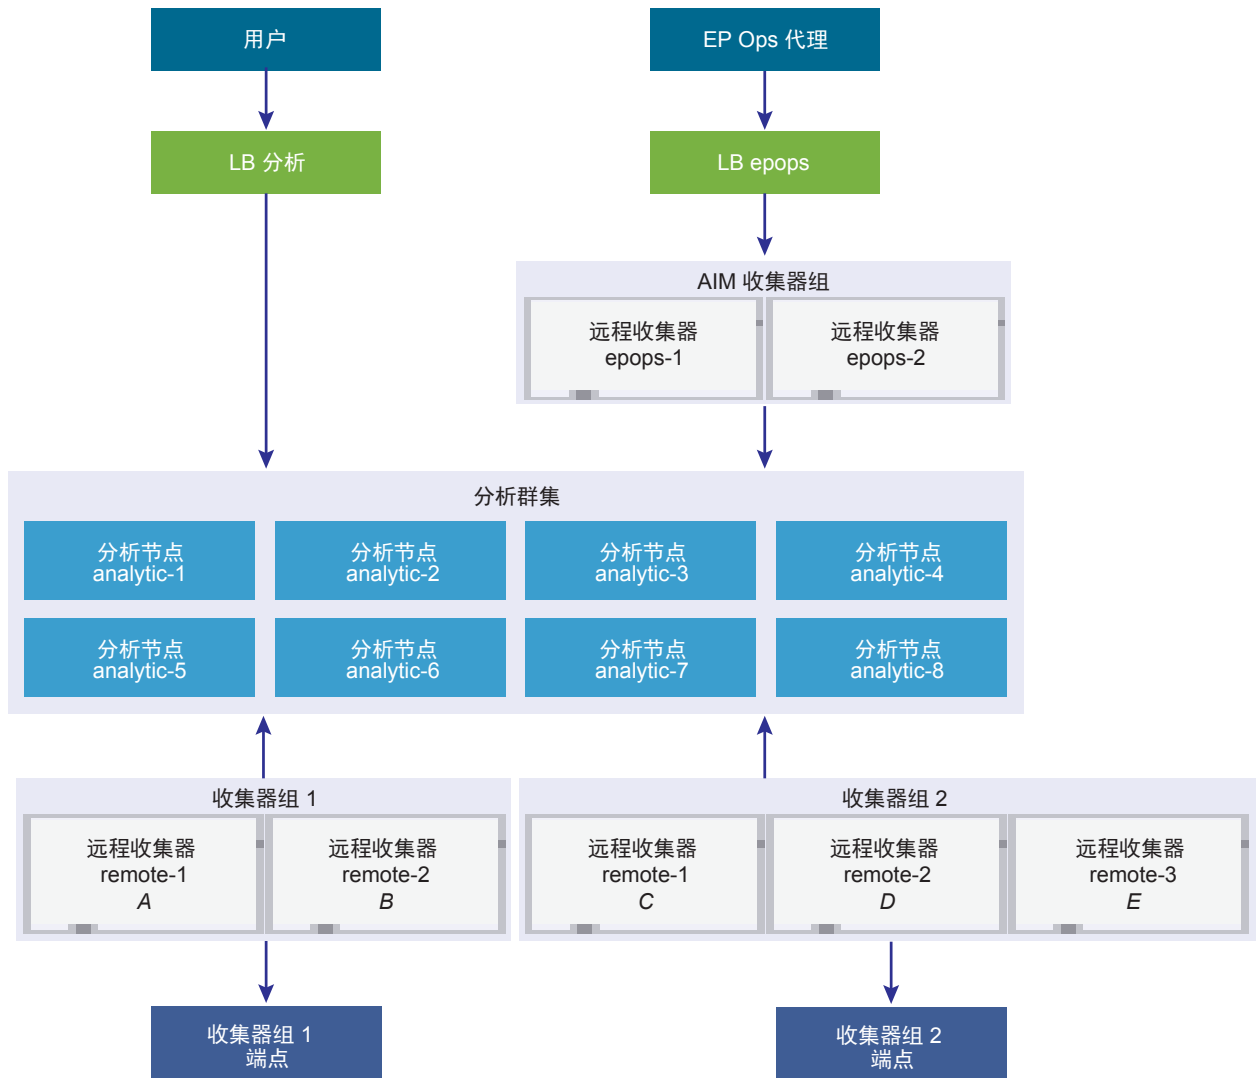 用户
EP Ops 代理
LB 分析
LB epops
AIM 收集器组
远程收集器
epops-1
远程收集器
epops-2
分析群集
分析节点
analytic-1
分析节点
analytic-2
分析节点
analytic-3
分析节点
analytic-4
分析节点
analytic-5
分析节点
analytic-6
分析节点
analytic-7
分析节点
analytic-8
收集器组 1
远程收集器
remote-1
A
远程收集器
remote-2
B
收集器组 2
远程收集器
remote-1
C
远程收集器
remote-2
D
远程收集器
remote-3
E
收集器组 1
端点
收集器组 2
端点